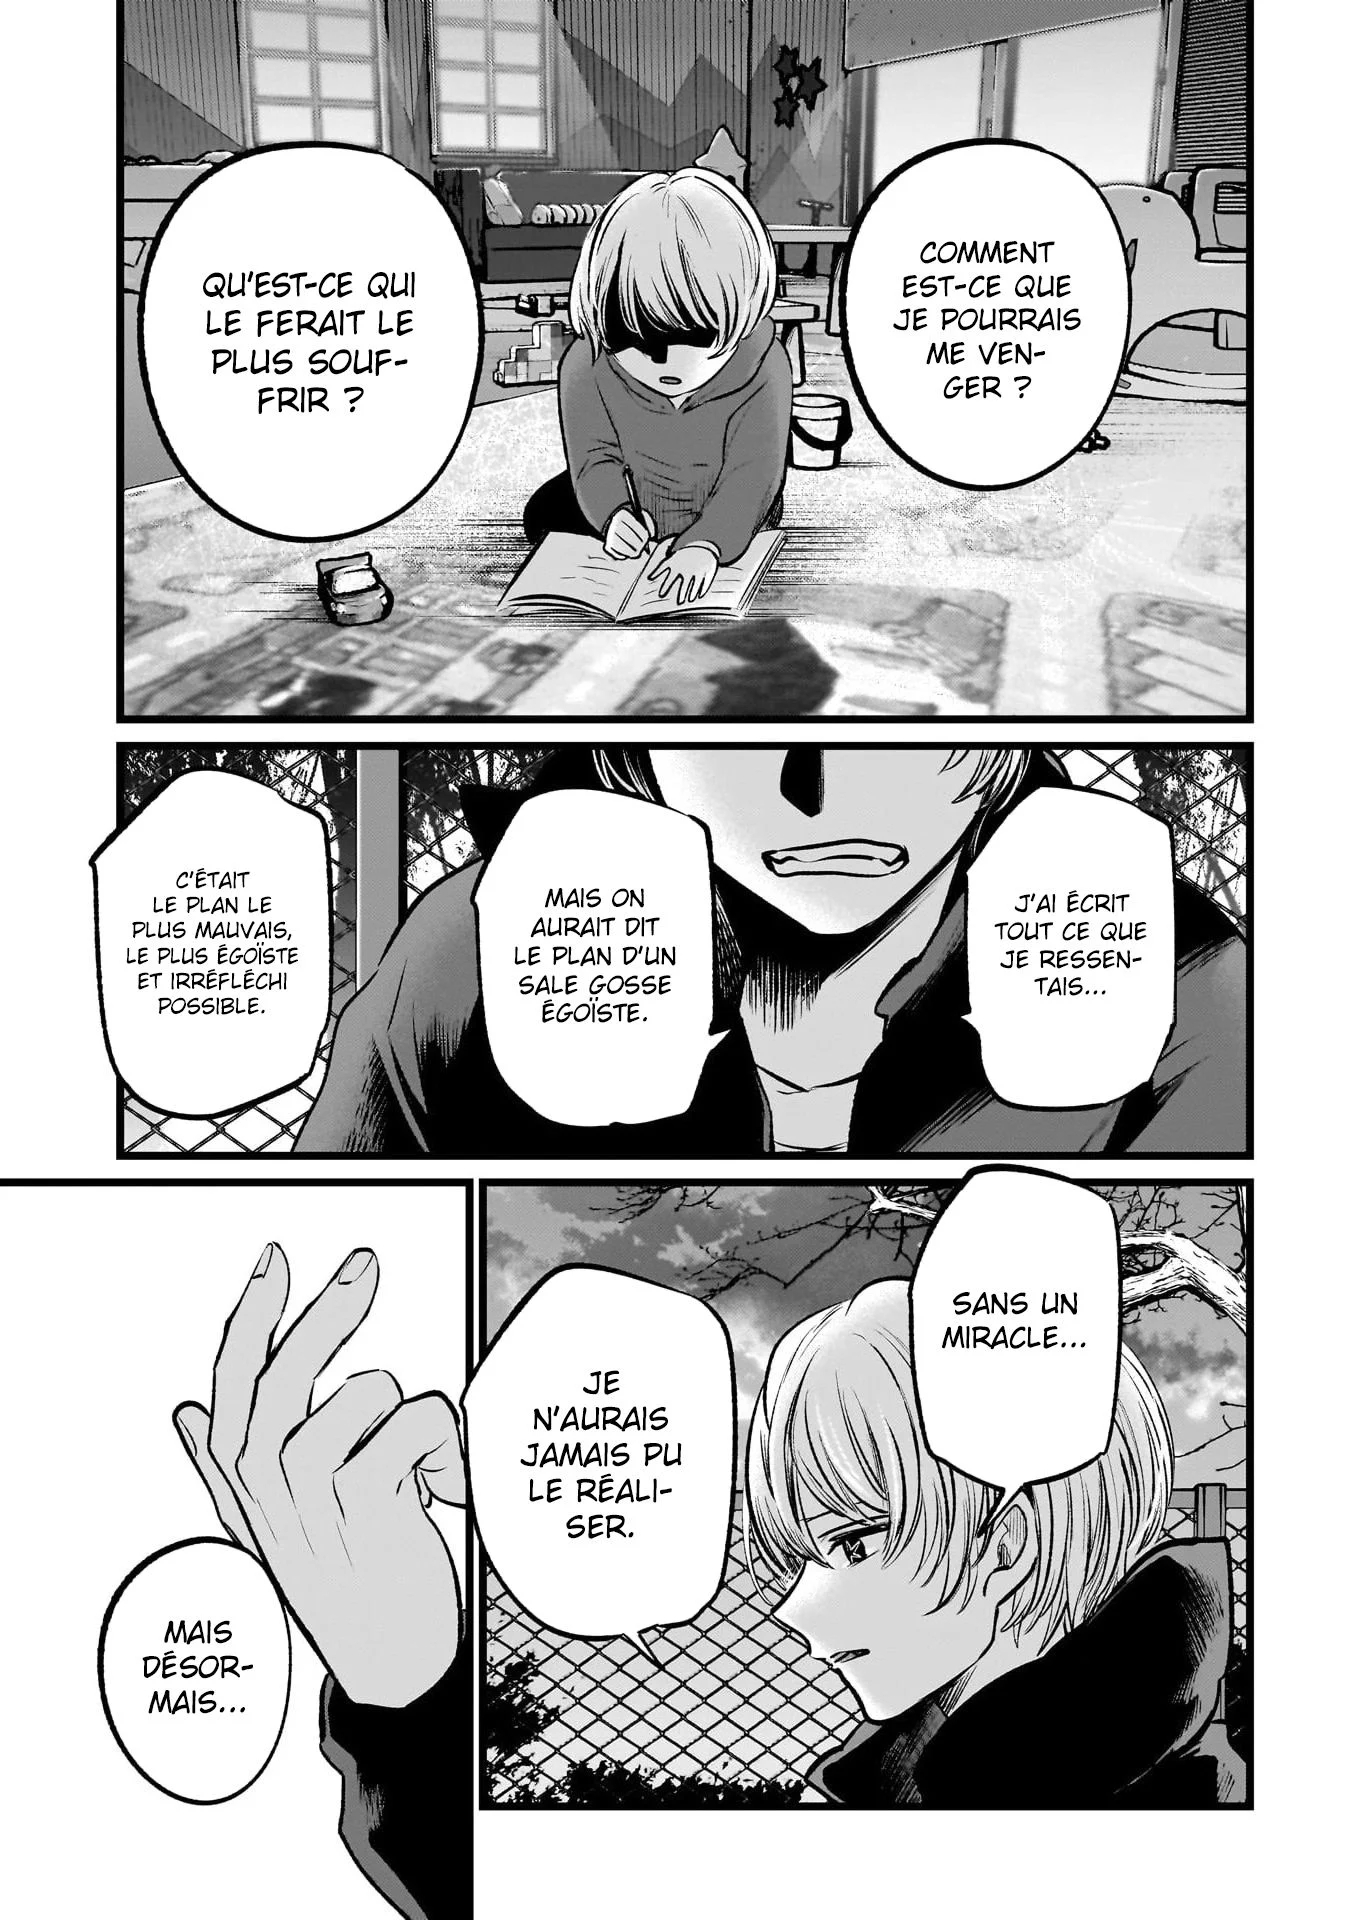 COMMENT
EST-CE QUE
JE POURRAIS
ME VEN-
GER ?
QU'EST-CE QUI
LE FERAIT LE
PLUS SOUF-
FRIR ?
J'AI ÉCRIT
TOUT CE QUE
JE RESSEN-
TAIS...
MAIS ON
AURAIT DIT
LE PLAN D'UN
SALE GOSSE
ÉGOÏSTE.
C'ÉTAIT
LE PLAN LE
PLUS MAUVAIS,
LE PLUS ÉGOÏSTE
ET IRRÉFLÉCHI
POSSIBLE.
SANS UN
MIRACLE...
JE
N'AURAIS
JAMAIS PU
LE RÉALI-
SER.
MAIS
DÉSOR-
MAIS...